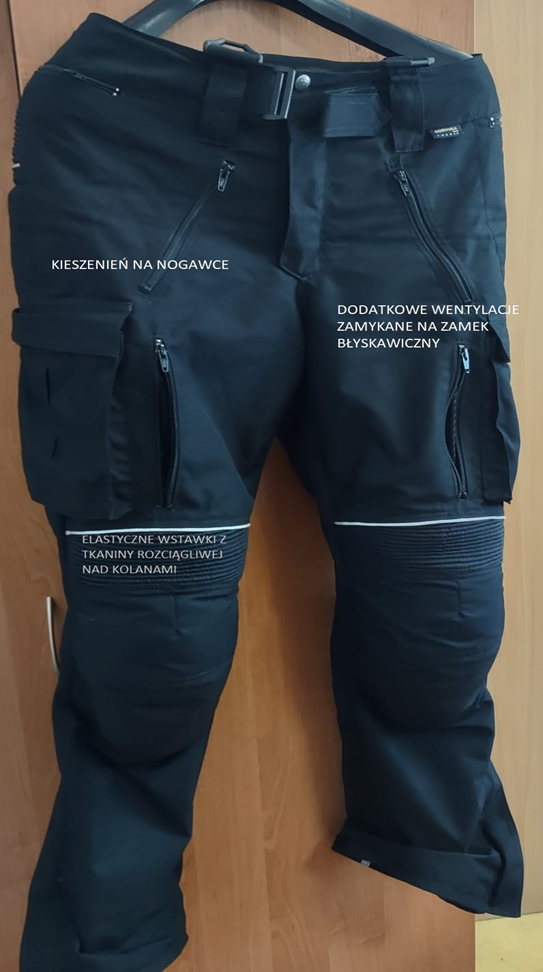 KIESZENIEŃ NA NOGAWCE
DODATKOWE WENTYLACJE
ZAMYKANE NA ZAMEK
BŁYSKAWICZNY
ELASTYCZNE WSTAWKI Z
TKANINY ROZCIĄGLIWEJ
NAD KOLANAMI